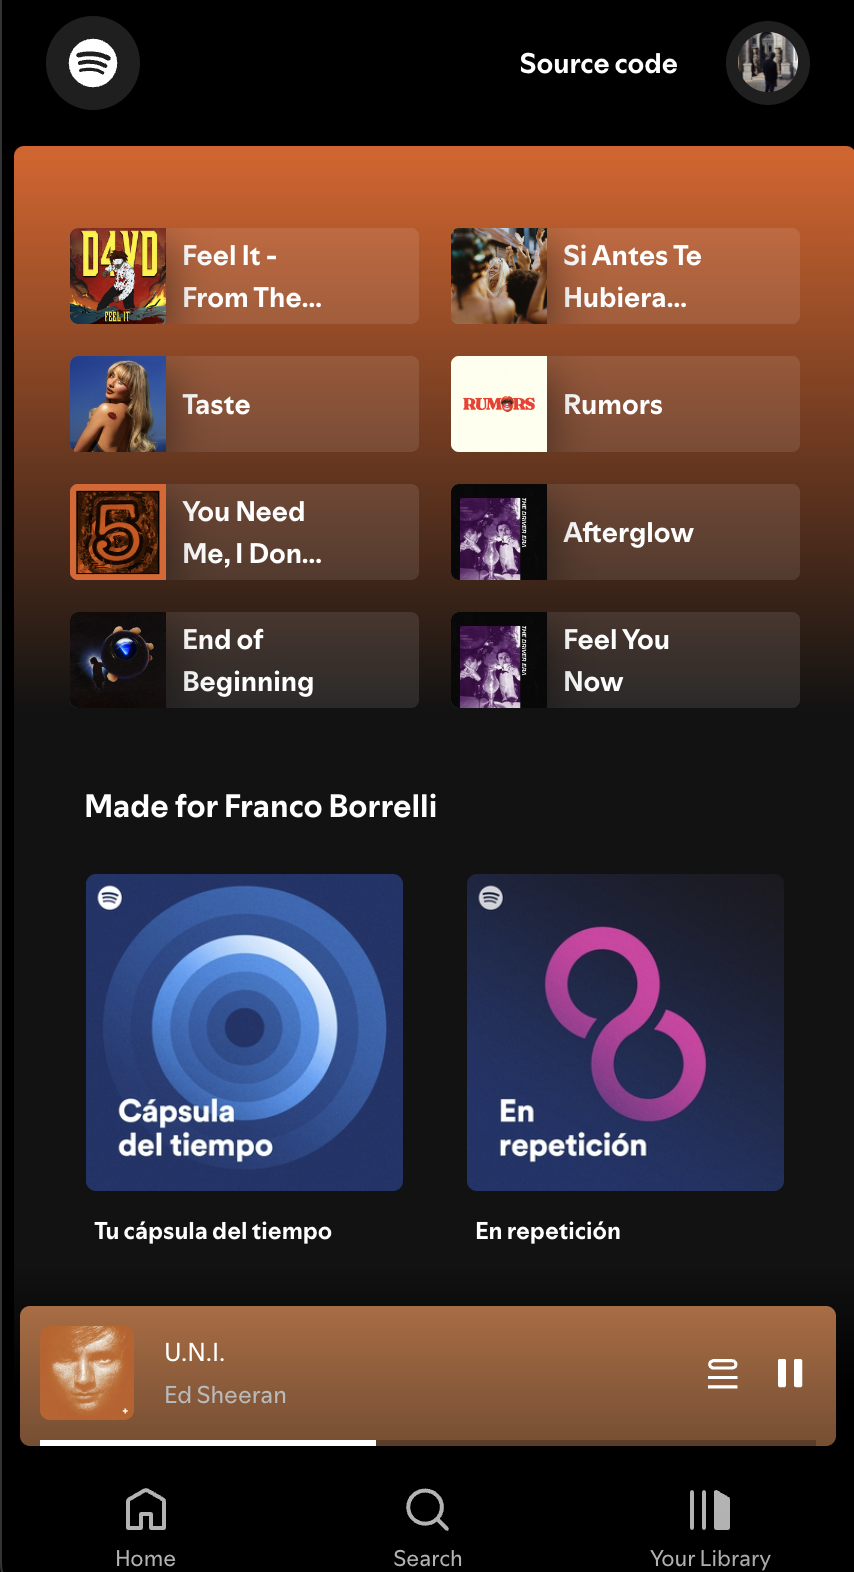 Source code
D4VD
FEEL IT
Feel It -
From The...
Si Antes Te
Hubiera...
Taste
RUMORS
Rumors
5
You Need
Me, I Don...
THE DRIVER ERA
Afterglow
End of
Beginning
THE DRIVER ERA
Feel You
Now
Made for Franco Borrelli
Cápsula
del tiempo
En
repetición
Tu cápsula del tiempo
En repetición
U.N.I.
Ed Sheeran
Home
Search
Your Library